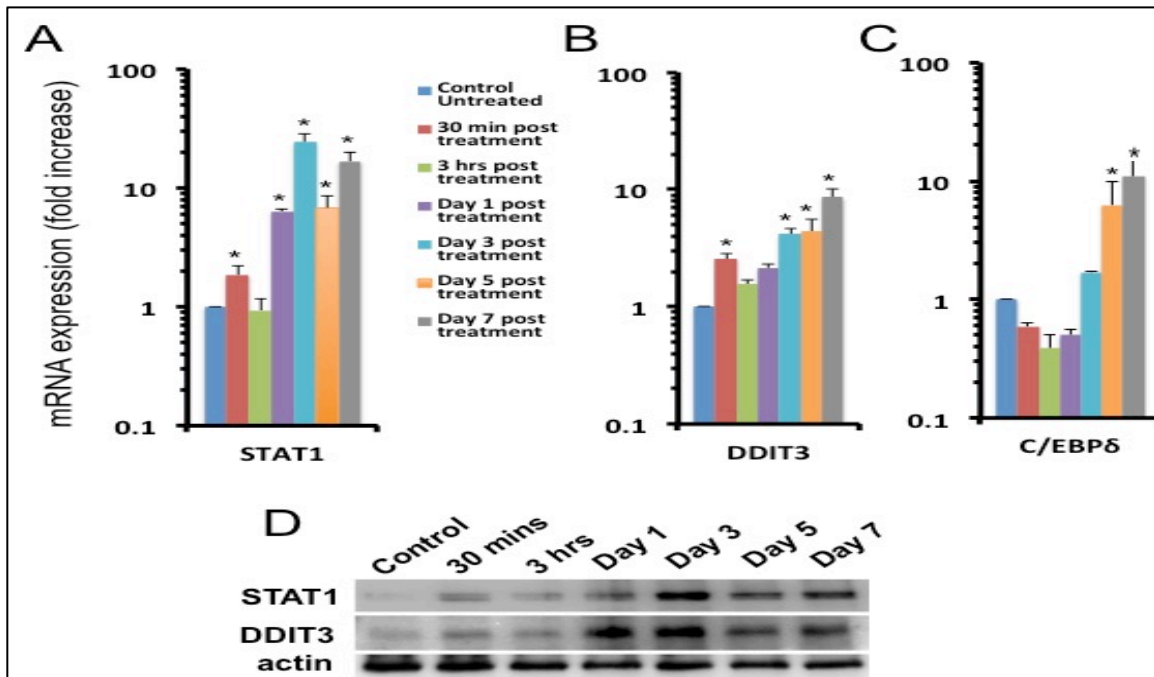 A
mRNA expression (fold increase)
100
10
1
0.1
*
*
*
*
*
STAT1
Control
Untreated
30 min post
treatment
3 hrs post
treatment
Day 1 post
treatment
Day 3 post
treatment
Day 5 post
treatment
Day 7 post
treatment
B
100
10
1
0.1
*
*
*
*
DDIT3
C
100
10
1
0.1
*
*
C/EBPδ
D
Control
30 mins
3 hrs
Day 1
Day 3
Day 5
Day 7
STAT1
DDIT3
actin